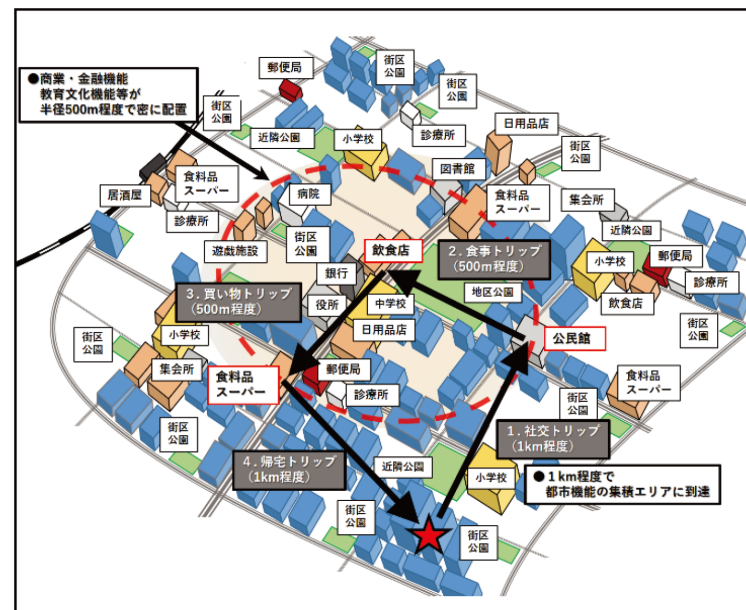 ●商業・金融機能
教育文化機能等が
半径500m程度で密に配置
郵便局
街区
公園
街区
公園
街区
公園
近隣公園
小学校
診療所
日用品店
街区
公園
図書館
食料品
スーパー
居酒屋
診療所
病院
食料品
スーパー
集会所
近隣公園
遊戯施設
街区
公園
飲食店
2. 食事トリップ
（500m程度）
小学校
郵便局
診療所
飲食店
銀行
3. 買い物トリップ
（500m程度）
役所
中学校
地区公園
日用品店
街区
公園
街区
公園
小学校
公民館
集会所
食料品
スーパー
郵便局
診療所
食料品
スーパー
街区
公園
街区
公園
1. 社交トリップ
（1km程度）
4. 帰宅トリップ
（1km程度）
近隣公園
小学校
●１km程度で
都市機能の集積エリアに到達
街区
公園
街区
公園